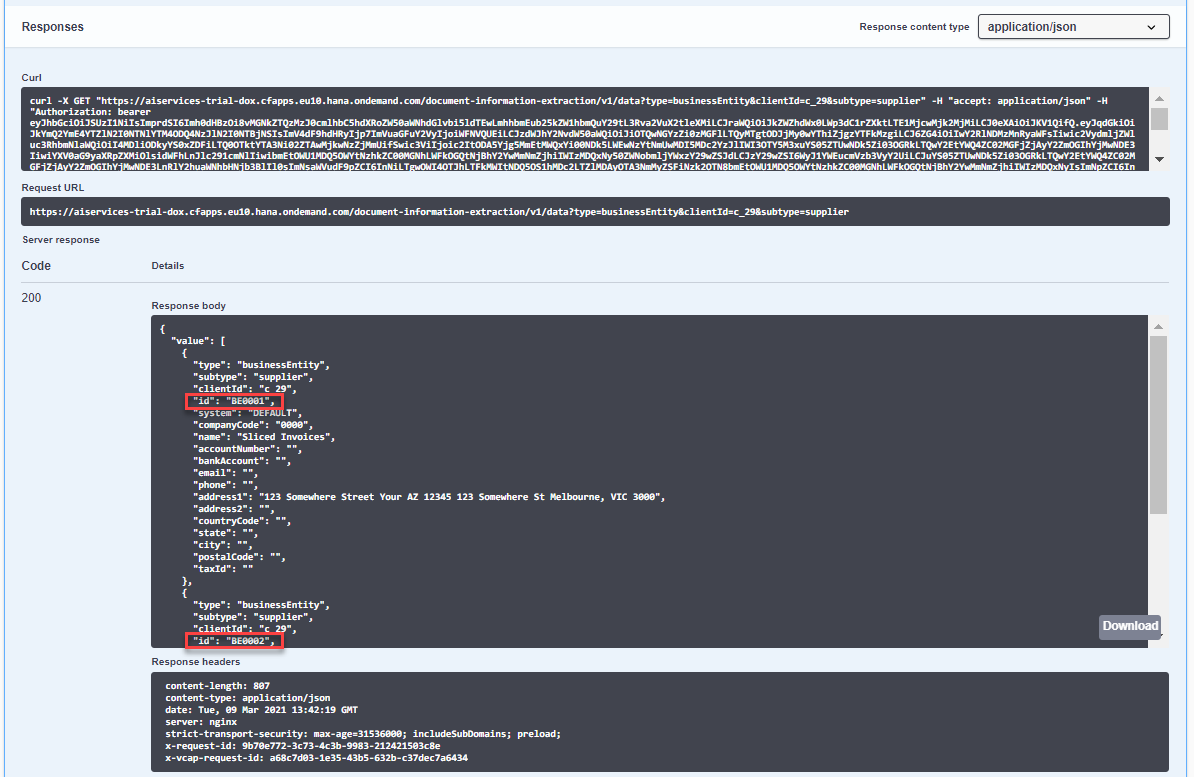 Responses
Response content type
application/json
Curl
curl -X GET "https://aiservices-trial-dox.cfapps.eu10.hana.ondemand.com/document-information-extraction/v1/data?type=businessEntity&clientId=c_29&subtype=supplier" -H "accept: application/json" -H
"Authorization: bearer
Request URL
https://aiservices-trial-dox.cfapps.eu10.hana.ondemand.com/document-information-extraction/v1/data?type=businessEntity&clientId=c_29&subtype=supplier
Server response
Code
Details
200
Response body
{
"value": [
{
"type": "businessEntity",
"subtype": "supplier",
"clientId": "c_29",
"id": "BE0001",
"system": "DEFAULT",
"companyCode": "0000",
"name": "Sliced Invoices",
"accountNumber": "",
"bankAccount": "",
"email": "",
"phone": "",
"address1": "123 Somewhere Street Your AZ 12345 123 Somewhere St Melbourne, VIC 3000",
"address2": "",
"countryCode": "",
"state": "",
"city": "",
"postalCode": "",
"taxId": ""
},
{
"type": "businessEntity",
"subtype": "supplier",
"clientId": "c_29",
"id": "BE0002",
Download
Response headers
content-length: 807
content-type: application/json
date: Tue, 09 Mar 2021 13:42:19 GMT
server: nginx
strict-transport-security: max-age=31536000; includeSubDomains; preload;
x-request-id: 9b70e772-3c73-4c3b-9983-212421503c8e
x-vcap-request-id: a68c7d03-1e35-43b5-632b-c37dec7a6434